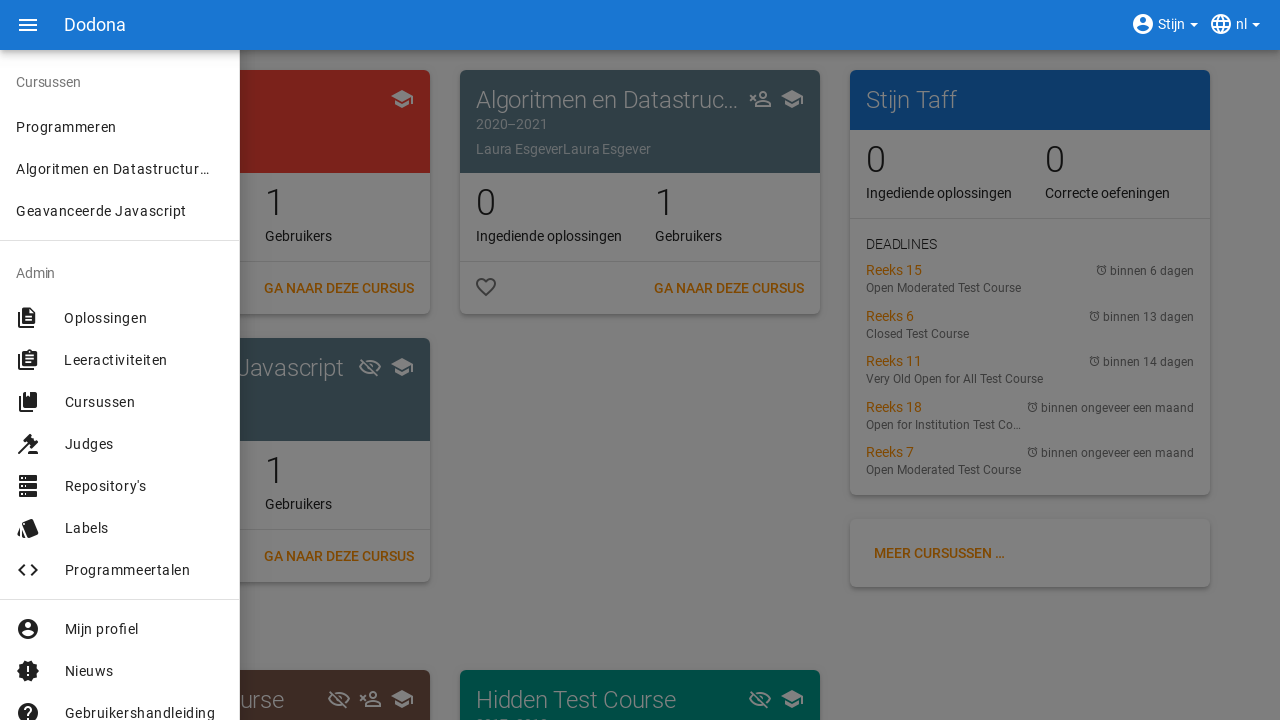 Dodona
Stijn
nl
Cursussen
Programmeren
Algoritmen en Datastructur…
Geavanceerde Javascript
Admin
Oplossingen
Leeractiviteiten
Cursussen
Judges
Repository's
Labels
Programmeertalen
Mijn profiel
Nieuws
Gebruikershandleiding
1
Gebruikers
GA NAAR DEZE CURSUS
Javascript
1
Gebruikers
GA NAAR DEZE CURSUS
urse
Algoritmen en Datastruc…
2020–2021
Laura EsgeverLaura Esgever
0
Ingediende oplossingen
1
Gebruikers
GA NAAR DEZE CURSUS
Hidden Test Course
Stijn Taff
0
Ingediende oplossingen
0
Correcte oefeningen
DEADLINES
Reeks 15 binnen 6 dagen
Open Moderated Test Course
Reeks 6 binnen 13 dagen
Closed Test Course
Reeks 11 binnen 14 dagen
Very Old Open for All Test Course
Reeks 18 binnen ongeveer een maand
Open for Institution Test Co…
Reeks 7 binnen ongeveer een maand
Open Moderated Test Course
MEER CURSUSSEN …